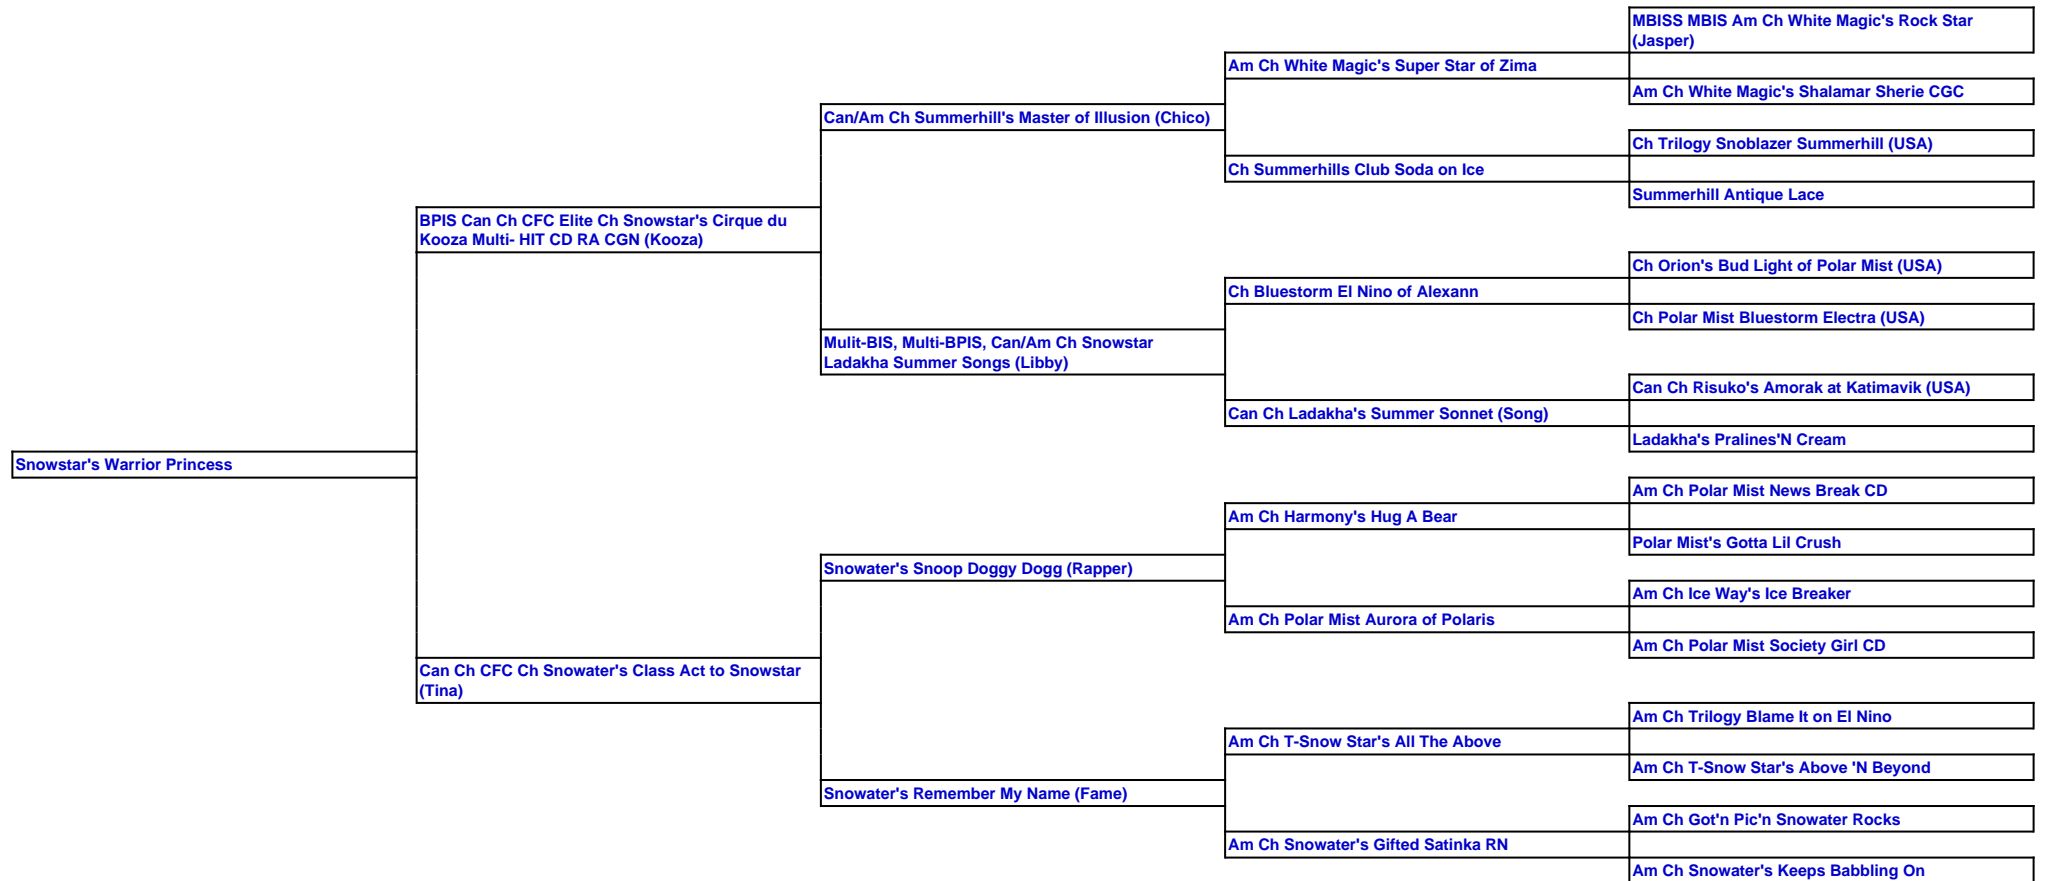 MBISS MBIS Am Ch White Magic's Rock Star
(Jasper)
Am Ch White Magic's Super Star of Zima
Am Ch White Magic's Shalamar Sherie CGC
Can/Am Ch Summerhill's Master of Illusion (Chico)
Ch Trilogy Snoblazer Summerhill (USA)
Ch Summerhills Club Soda on Ice
Summerhill Antique Lace
BPIS Can Ch CFC Elite Ch Snowstar's Cirque du
Kooza Multi- HIT CD RA CGN (Kooza)
Ch Orion's Bud Light of Polar Mist (USA)
Ch Bluestorm El Nino of Alexann
Ch Polar Mist Bluestorm Electra (USA)
Mulit-BIS, Multi-BPIS, Can/Am Ch Snowstar
Ladakha Summer Songs (Libby)
Can Ch Risuko's Amorak at Katimavik (USA)
Can Ch Ladakha's Summer Sonnet (Song)
Ladakha's Pralines'N Cream
Snowstar's Warrior Princess
Am Ch Polar Mist News Break CD
Am Ch Harmony's Hug A Bear
Polar Mist's Gotta Lil Crush
Snowater's Snoop Doggy Dogg (Rapper)
Am Ch Ice Way's Ice Breaker
Am Ch Polar Mist Aurora of Polaris
Am Ch Polar Mist Society Girl CD
Can Ch CFC Ch Snowater's Class Act to Snowstar
(Tina)
Am Ch Trilogy Blame It on El Nino
Am Ch T-Snow Star's All The Above
Am Ch T-Snow Star's Above 'N Beyond
Snowater's Remember My Name (Fame)
Am Ch Got'n Pic'n Snowater Rocks
Am Ch Snowater's Gifted Satinka RN
Am Ch Snowater's Keeps Babbling On